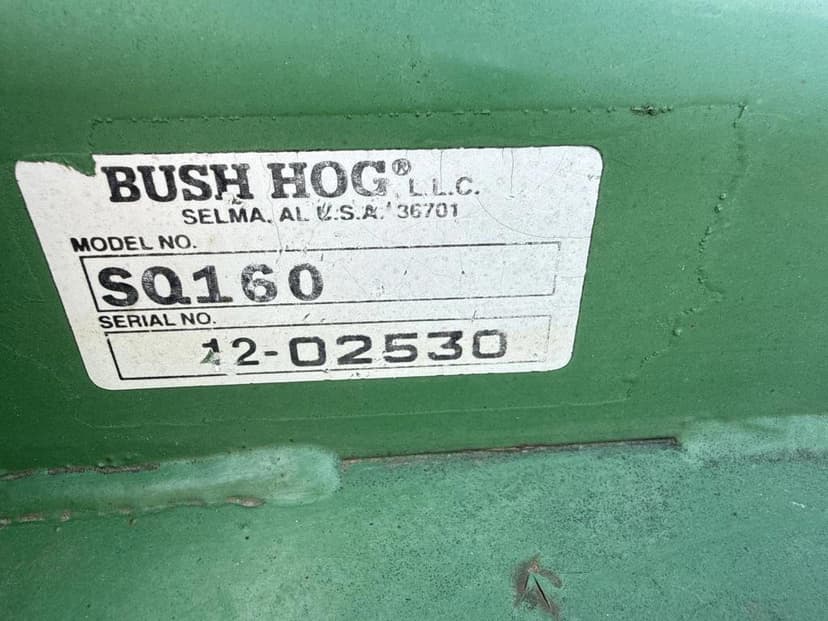 BUSH HOG® L.L.C.
SELMA, AL U.S.A. 36701
MODEL NO.
SQ160
SERIAL NO.
12-02530